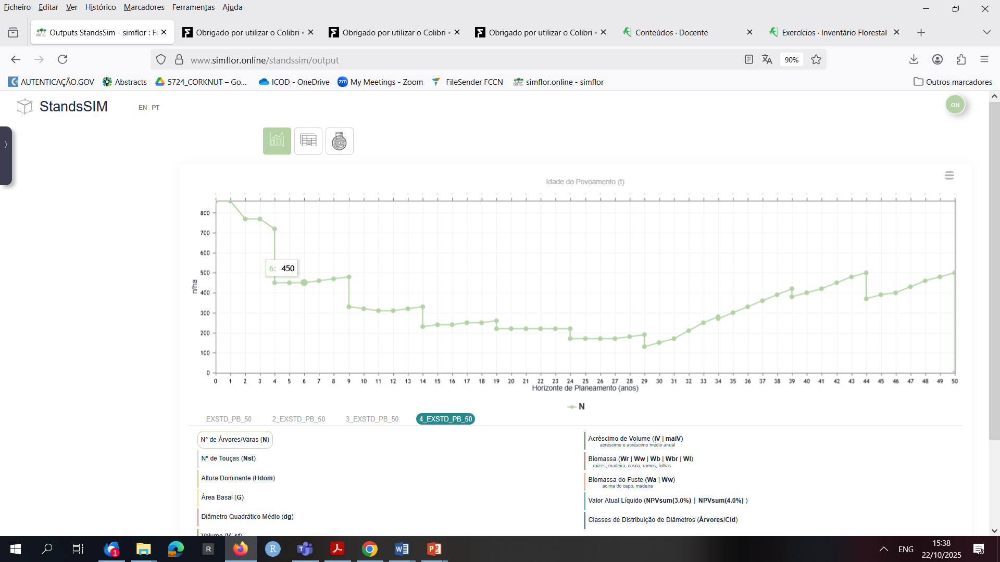 Ficheiro Editar Ver Histórico Marcadores Ferramentas Ajuda
Outputs StandsSim - simflor : Fo
Obrigado por utilizar o Colibri •
Obrigado por utilizar o Colibri •
Obrigado por utilizar o Colibri •
Conteúdos · Docente
Exercícios · Inventário Florestal
www.simflor.online/standssim/output
90%
AUTENTICAÇÃO.GOV
Abstracts
5724_CORKNUT – Go...
ICOD - OneDrive
zm My Meetings - Zoom
FileSender FCCN
simflor.online - simflor
Outros marcadores
StandsSIM
EN PT
ON
Idade do Povoamento (t)
800
700
600
500
400
300
200
100
0
n/ha
6: 450
0 1 2 3 4 5 6 7 8 9 10 11 12 13 14 15 16 17 18 19 20 21 22 23 24 25 26 27 28 29 30 31 32 33 34 35 36 37 38 39 40 41 42 43 44 45 46 47 48 49 50
Horizonte de Planeamento (anos)
N
EXSTD_PB_50 2_EXSTD_PB_50 3_EXSTD_PB_50 4_EXSTD_PB_50
Nº de Árvores/Varas (N)
Nº de Touças (Nst)
Altura Dominante (Hdom)
Área Basal (G)
Diâmetro Quadrático Médio (dg)
Volume (V_st)
Acréscimo de Volume (iV | maiV)
acréscimo e acréscimo médio anual
Biomassa (Wr | Ww | Wb | Wbr | Wl)
raizes, madeira, casca, ramos, folhas
Biomassa do Fuste (Wa | Ww)
acima do cepo, madeira
Valor Atual Líquido (NPVsum(3.0%) | NPVsum(4.0%) )
Classes de Distribuição de Diâmetros (Árvores/Cld)
1
R
R
ENG
15:38
22/10/2025